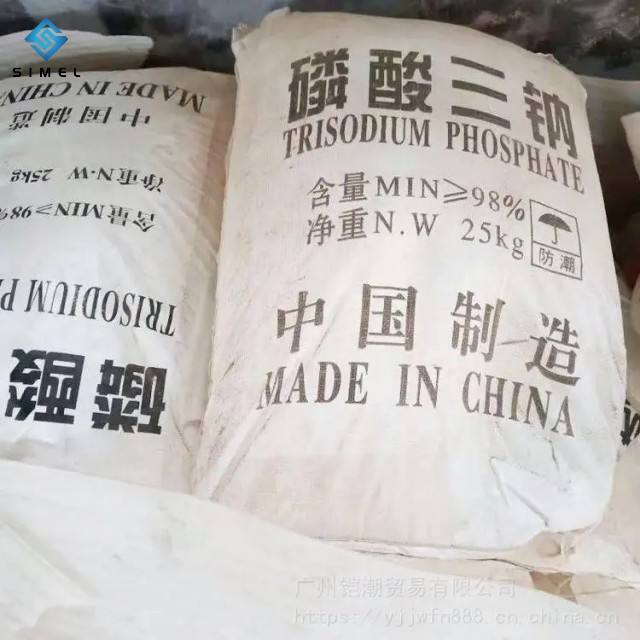 SIMEL
磷酸三钠
TRISODIUM PHOSPHATE
含量MIN≥98%
净重N.W 25kg
防潮
中国制造
MADE IN CHINA
MADE IN CHIN
中国制造
净重N.W 25kg
含量MIN≥98%
TRISODIUM P
磷酸
广州铠潮贸易有限公司
https://yjjwfn888.cn.china.cn